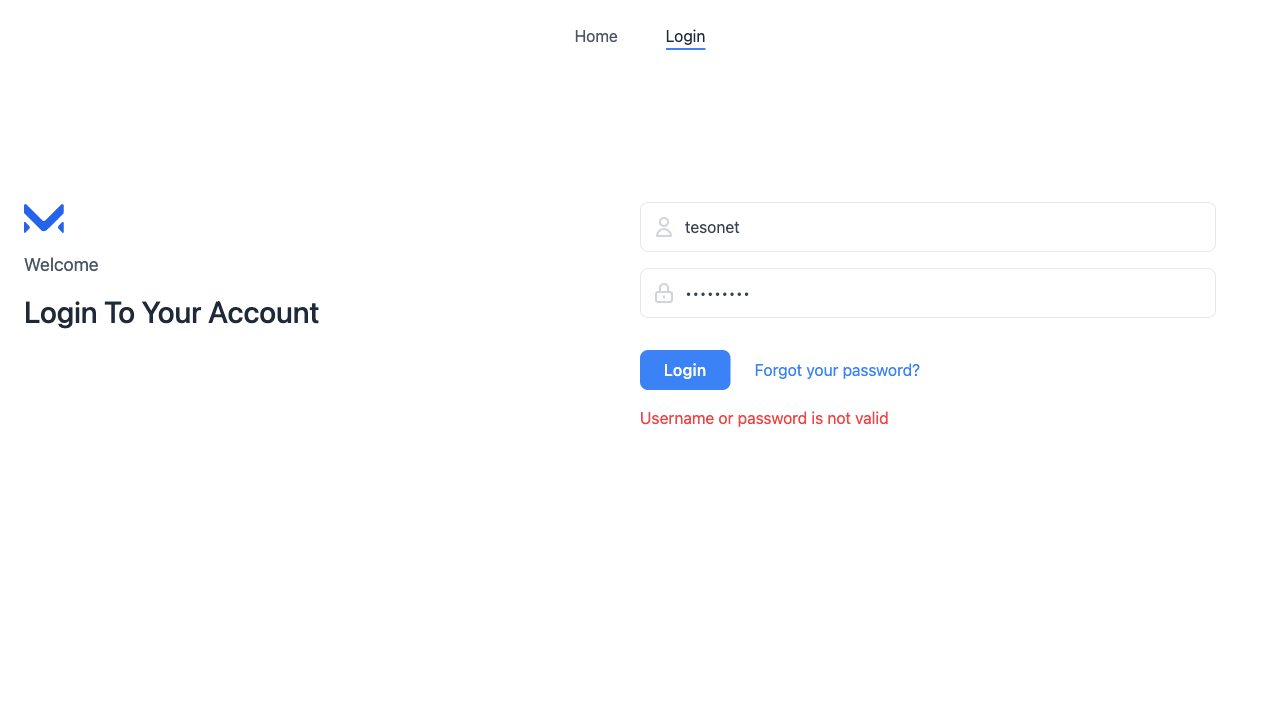 Home
Login
Welcome
Login To Your Account
tesonet
•••••••••
Login
Forgot your password?
Username or password is not valid